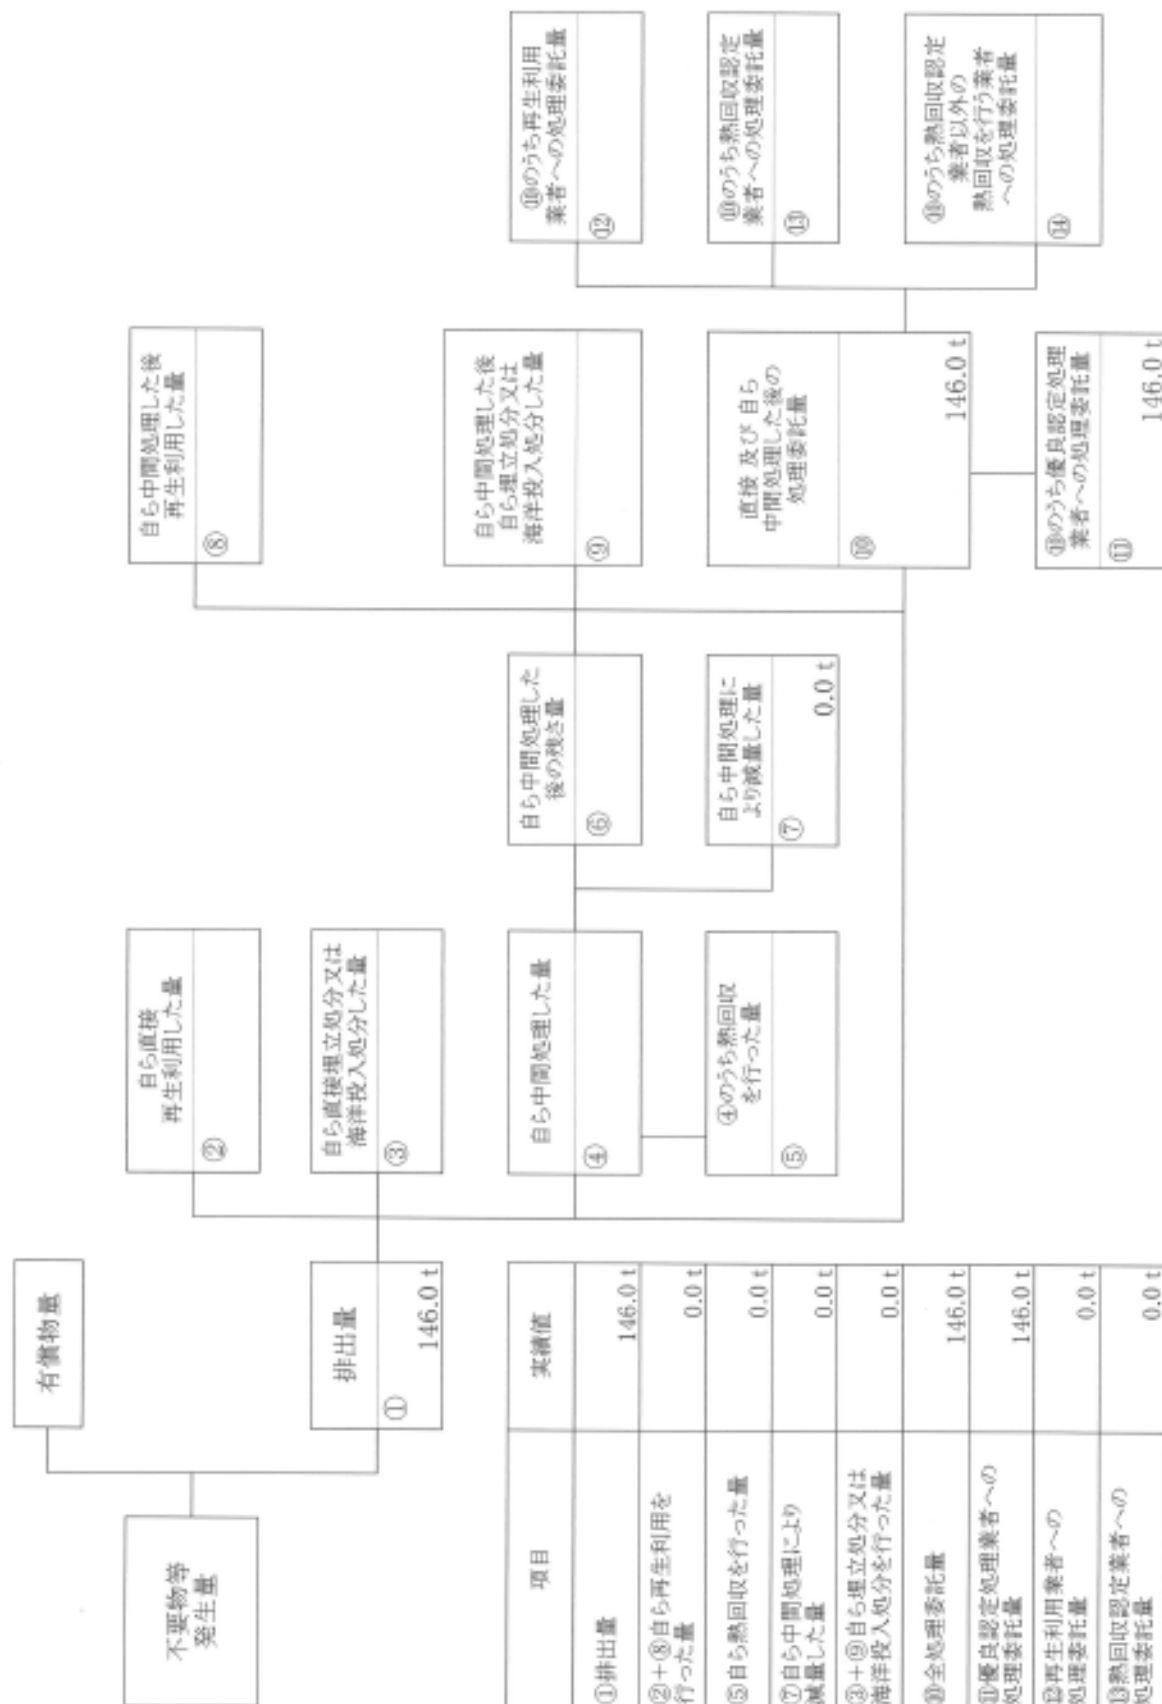 不要物等
発生量
有償物量
排出量
①
146.0 t
自ら直接
再生利用した量
②
自ら直接埋立処分又は
海洋投入処分した量
③
自ら中間処理した量
④
④のうち熱回収
を行った量
⑤
自ら中間処理した
後の残さ量
⑥
自ら中間処理に
より減量した量
⑦
0.0 t
自ら中間処理した後
再生利用した量
⑧
自ら中間処理した後
自ら埋立処分又は
海洋投入処分した量
⑨
直接 及び 自ら
中間処理した後の
処理委託量
⑩
146.0 t
⑩のうち優良認定処理
業者への処理委託量
⑪
146.0 t
⑩のうち再生利用
業者への処理委託量
⑫
⑩のうち熱回収認定
業者への処理委託量
⑬
⑩のうち熱回収認定
業者以外の
熱回収を行う業者
への処理委託量
⑭
項目
実績値
①排出量
146.0 t
②+⑧自ら再生利用を
行った量
0.0 t
⑤自ら熱回収を行った量
0.0 t
⑦自ら中間処理により
減量した量
0.0 t
③+⑨自ら埋立処分又は
海洋投入処分を行った量
0.0 t
⑩全処理委託量
146.0 t
⑪優良認定処理業者への
処理委託量
146.0 t
⑫再生利用業者への
処理委託量
0.0 t
⑬熱回収認定業者への
処理委託量
0.0 t